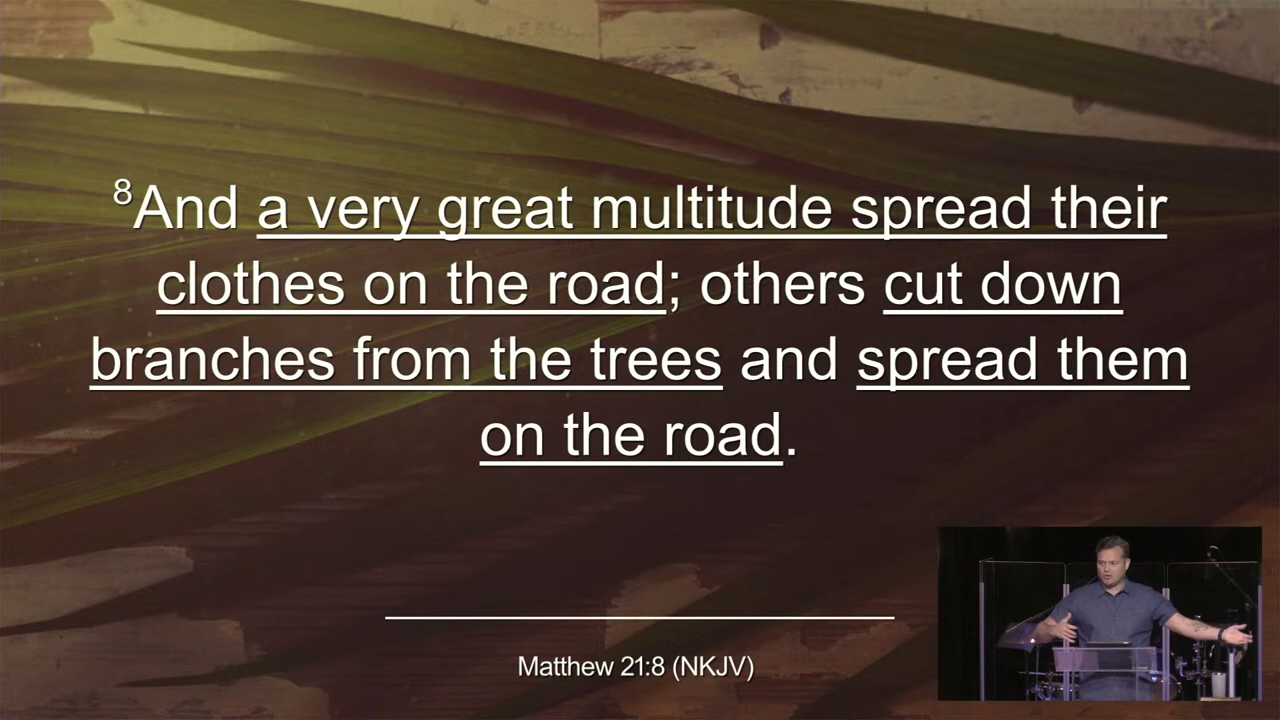 ⁸And a very great multitude spread their
clothes on the road; others cut down
branches from the trees and spread them
on the road.
Matthew 21:8 (NKJV)